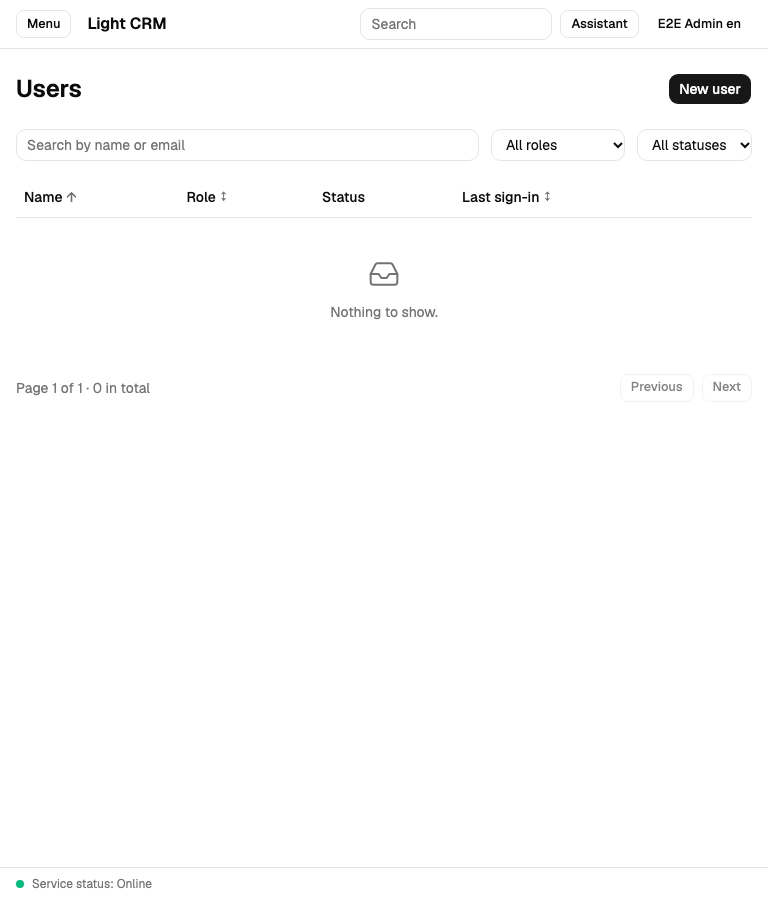 Menu Light CRM Search Assistant E2E Admin en
Users New user
Search by name or email All roles All statuses
Name ↑ Role ↕ Status Last sign-in ↕
Nothing to show.
Page 1 of 1 · 0 in total Previous Next
Service status: Online